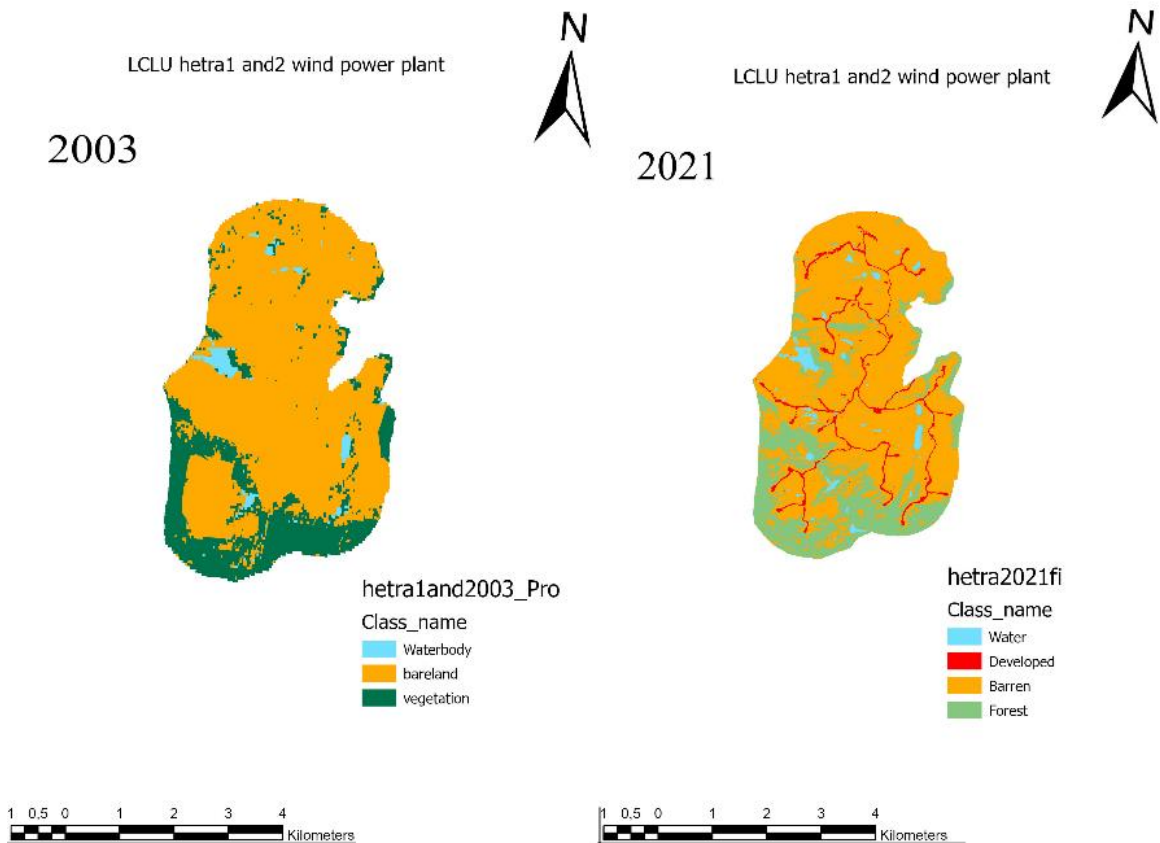 N
LCLU hetra1 and2 wind power plant
2003
hetra1and2003_Pro
Class_name
Waterbody
bareland
vegetation
1 0,5 0 1 2 3 4
Kilometers
N
LCLU hetra1 and2 wind power plant
2021
hetra2021fi
Class_name
Water
Developed
Barren
Forest
1 0,5 0 1 2 3 4
Kilometers